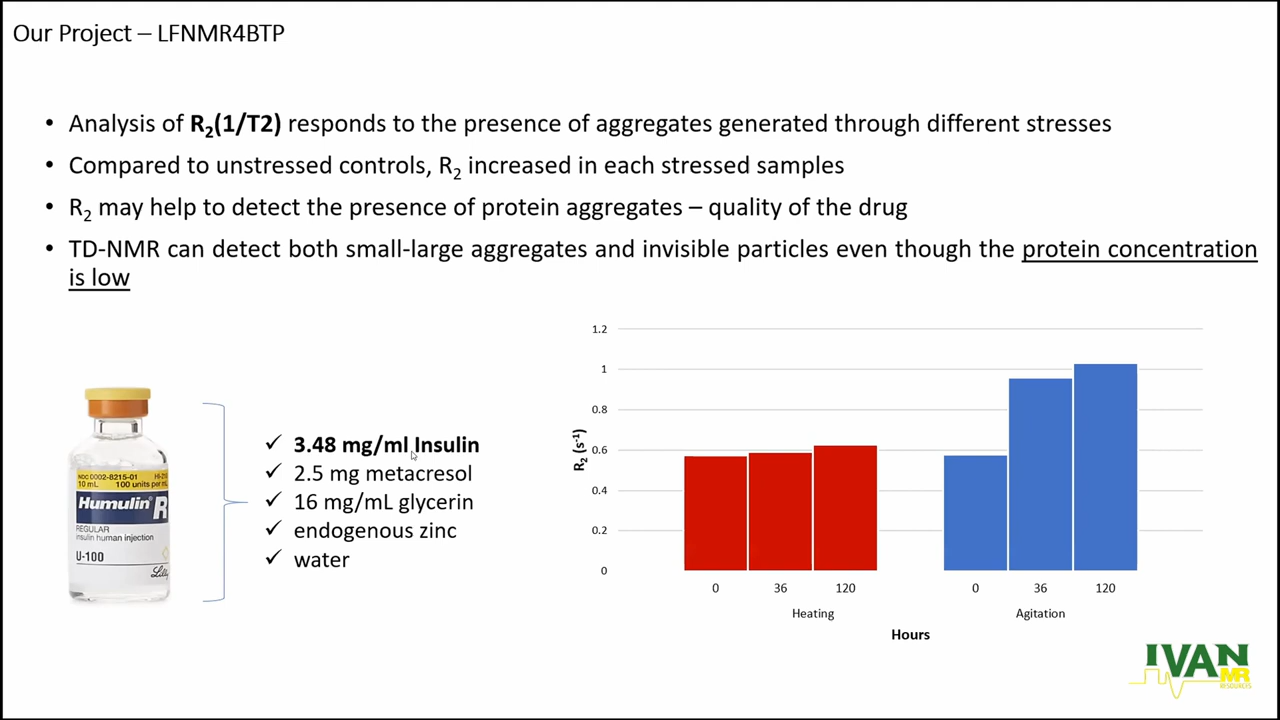 Our Project – LFNMR4BTP
• Analysis of R2(1/T2) responds to the presence of aggregates generated through different stresses
• Compared to unstressed controls, R2 increased in each stressed samples
• R2 may help to detect the presence of protein aggregates – quality of the drug
• TD-NMR can detect both small-large aggregates and invisible particles even though the protein concentration
is low
NDC 0002-8215-01 HI-210
10 mL 100 units per mL
Humulin® R
REGULAR
insulin human injection
U-100
Lilly
✓ 3.48 mg/ml Insulin
✓ 2.5 mg metacresol
✓ 16 mg/mL glycerin
✓ endogenous zinc
✓ water
1.2
1
0.8
0.6
0.4
0.2
0
R2 (s-1)
0 36 120 0 36 120
Heating Agitation
Hours
IVAN
MR
RESOURCES